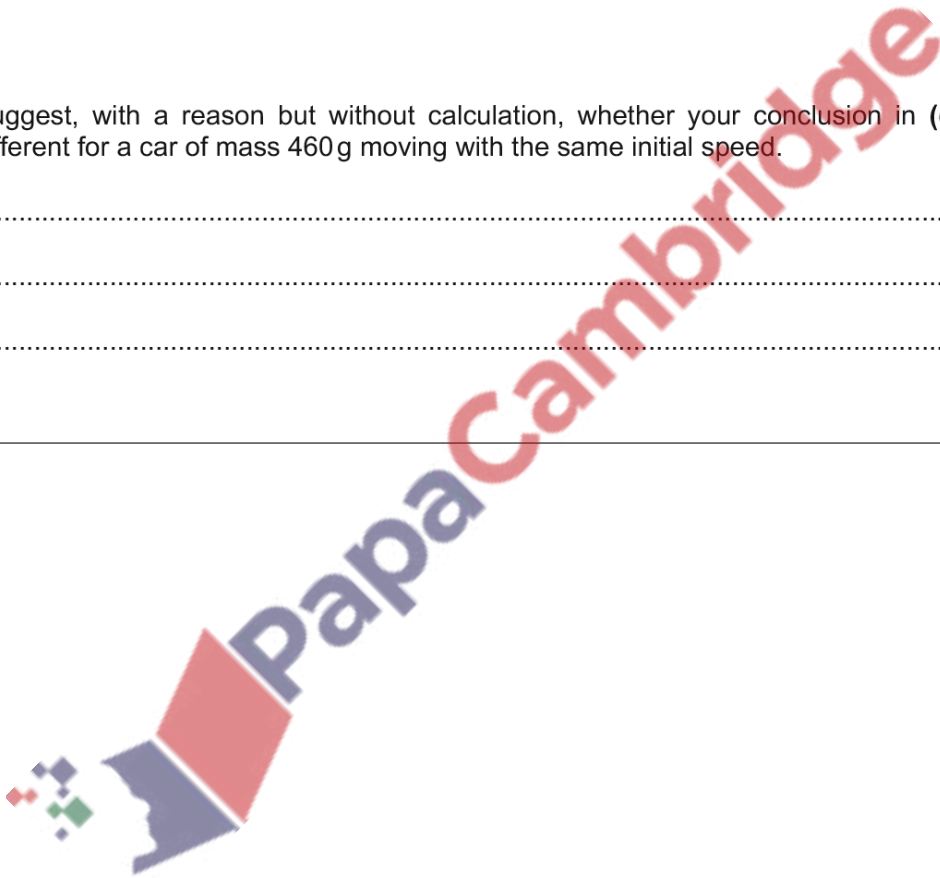 uggest, with a reason but without calculation, whether your conclusion in (
fferent for a car of mass 460 g moving with the same initial speed.
PapaCambridge